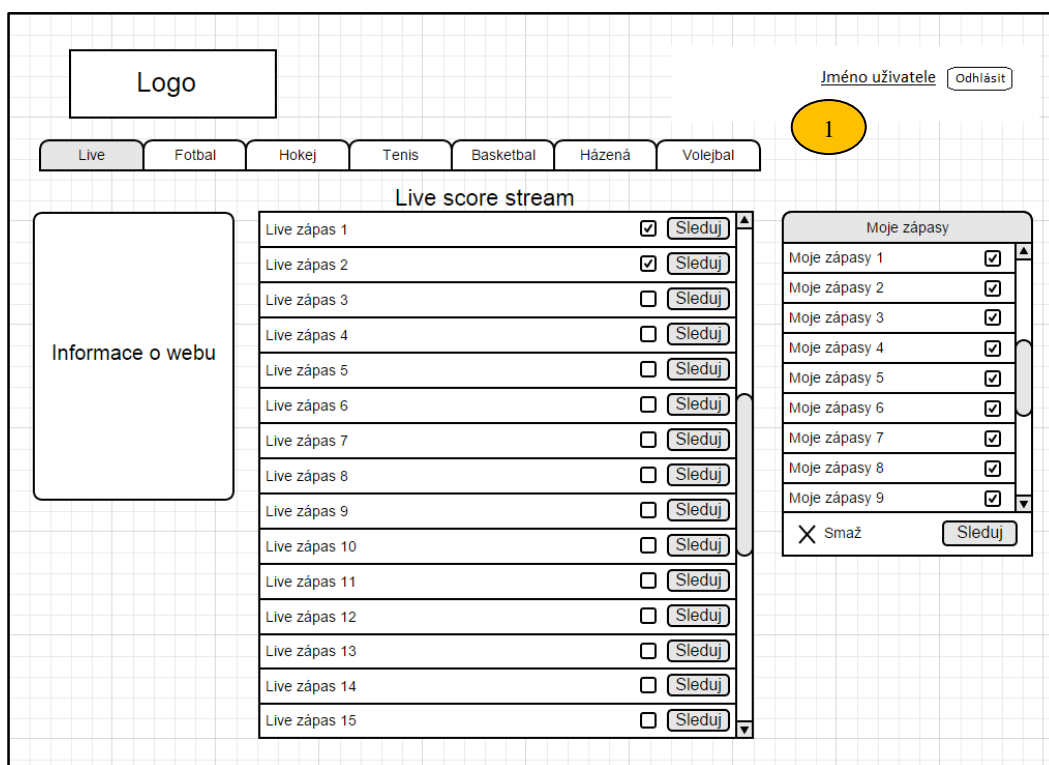 Logo
Jméno uživatele Odhlásit
1
Live Fotbal Hokej Tenis Basketbal Házená Volejbal
Live score stream
Informace o webu
Live zápas 1 Sleduj
Live zápas 2 Sleduj
Live zápas 3 Sleduj
Live zápas 4 Sleduj
Live zápas 5 Sleduj
Live zápas 6 Sleduj
Live zápas 7 Sleduj
Live zápas 8 Sleduj
Live zápas 9 Sleduj
Live zápas 10 Sleduj
Live zápas 11 Sleduj
Live zápas 12 Sleduj
Live zápas 13 Sleduj
Live zápas 14 Sleduj
Live zápas 15 Sleduj
Moje zápasy
Moje zápasy 1
Moje zápasy 2
Moje zápasy 3
Moje zápasy 4
Moje zápasy 5
Moje zápasy 6
Moje zápasy 7
Moje zápasy 8
Moje zápasy 9
Smaž Sleduj